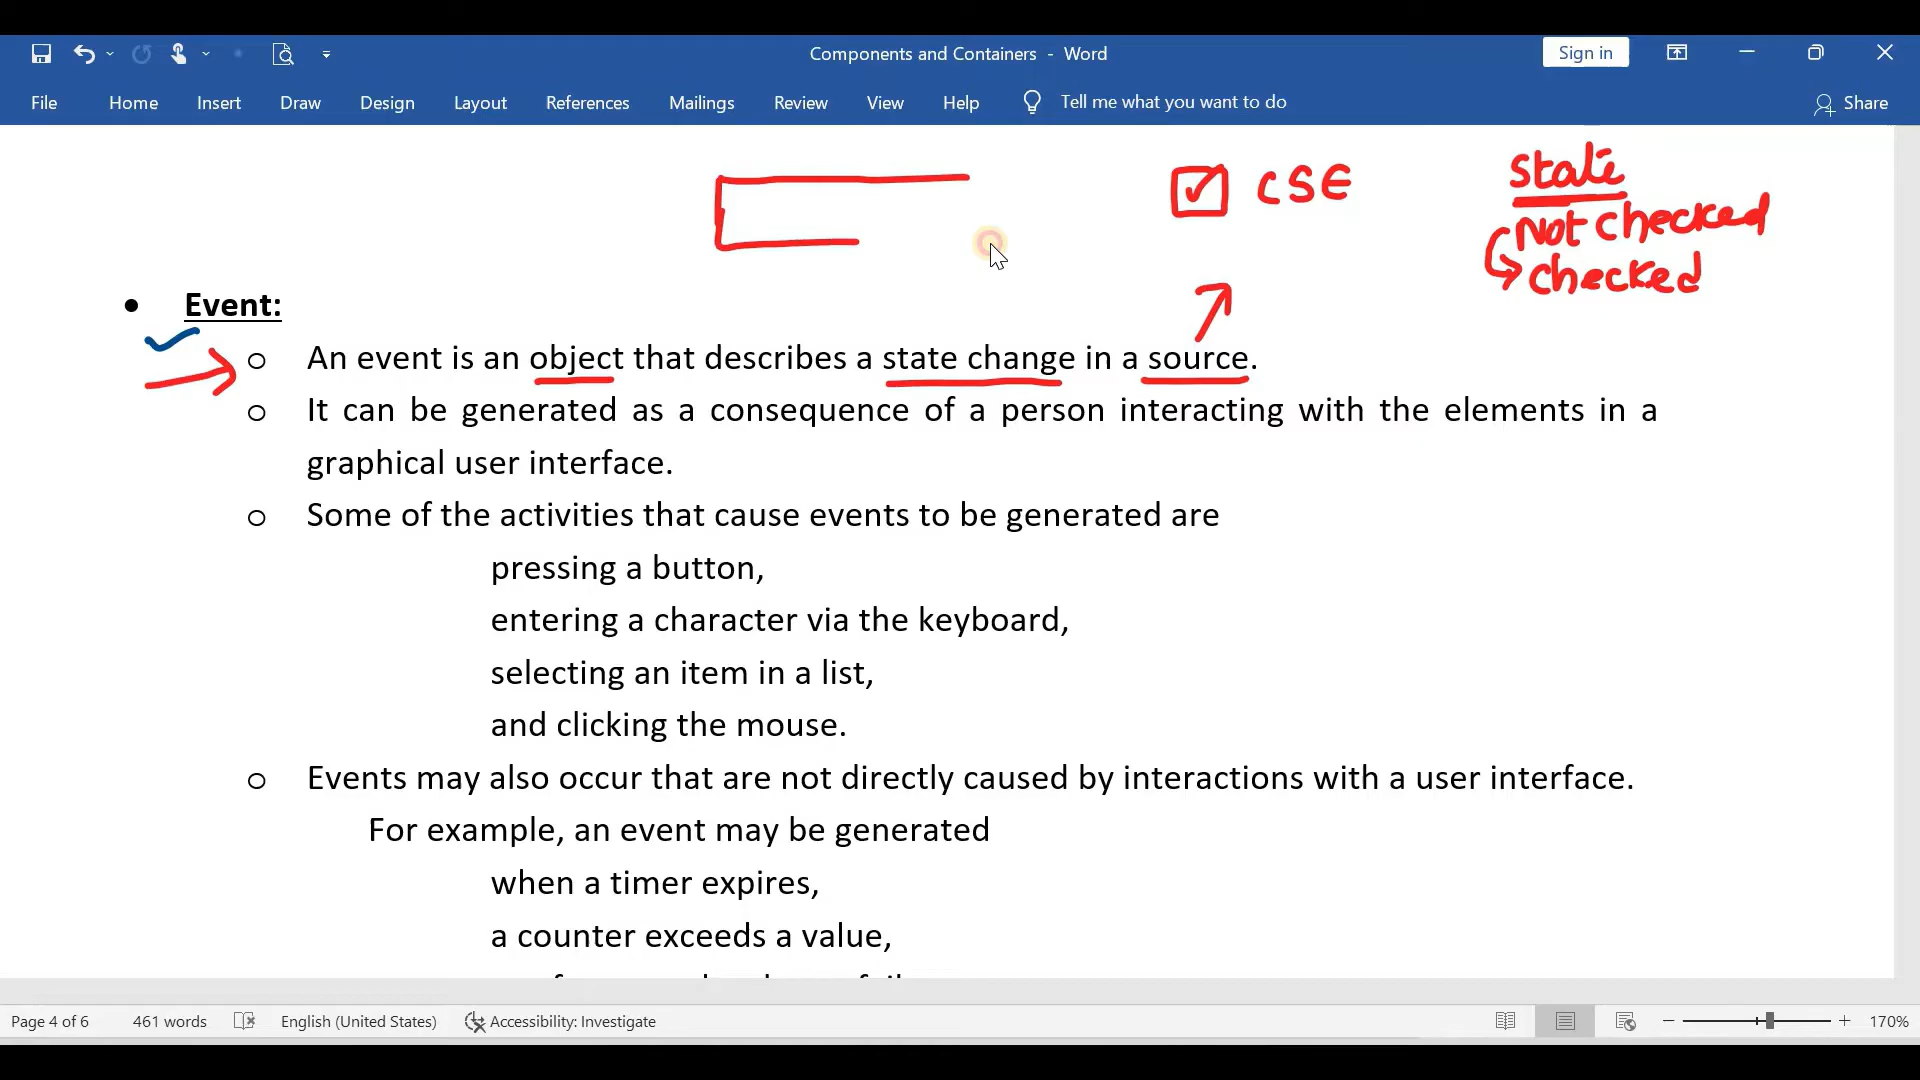 Components and Containers - Word
Sign in
File Home Insert Draw Design Layout References Mailings Review View Help Tell me what you want to do Share
CSE
State
Not checked
checked
• Event:
o An event is an object that describes a state change in a source.
o It can be generated as a consequence of a person interacting with the elements in a
graphical user interface.
o Some of the activities that cause events to be generated are
pressing a button,
entering a character via the keyboard,
selecting an item in a list,
and clicking the mouse.
o Events may also occur that are not directly caused by interactions with a user interface.
For example, an event may be generated
when a timer expires,
a counter exceeds a value,
Page 4 of 6 461 words English (United States) Accessibility: Investigate 170%